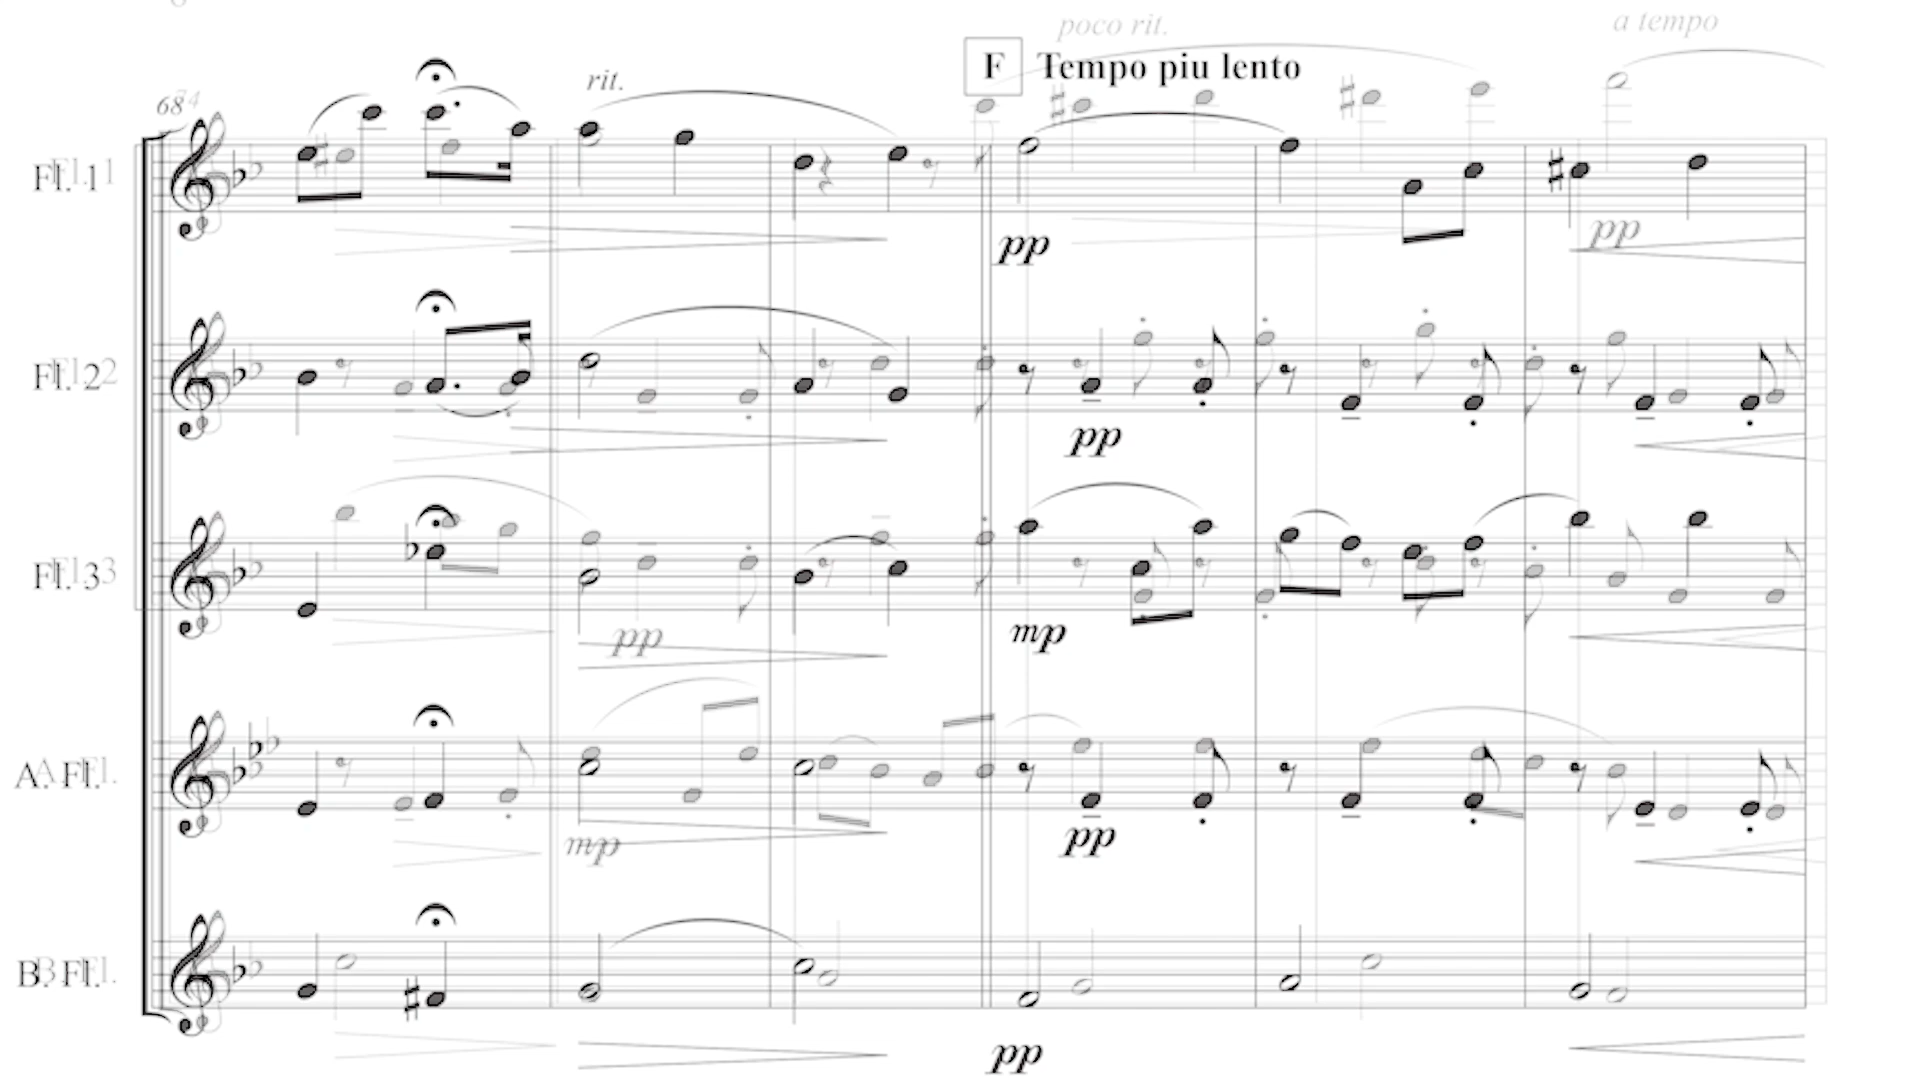 poco rit.
a tempo
F Tempo piu lento
rit.
68
Fl. 1
pp
pp
Fl. 2
pp
Fl. 3
pp
mp
A. Fl.
mp
pp
B. Fl.
pp